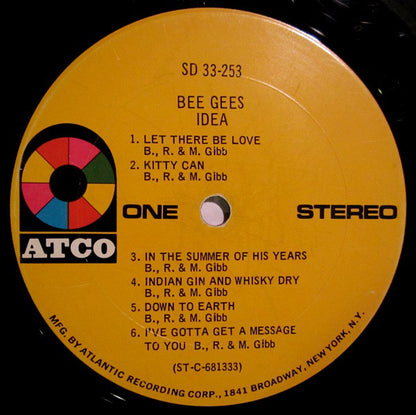 SD 33-253
BEE GEES
IDEA
1. LET THERE BE LOVE
B., R. & M. Gibb
2. KITTY CAN
B., R. & M. Gibb
ATCO
ONE
STEREO
3. IN THE SUMMER OF HIS YEARS
B., R. & M. Gibb
4. INDIAN GIN AND WHISKY DRY
B., R. & M. Gibb
5. DOWN TO EARTH
B., R. & M. Gibb
6. I'VE GOTTA GET A MESSAGE
TO YOU B., R. & M. Gibb
(ST-C-681333)
MFG. BY ATLANTIC RECORDING CORP., 1841 BROADWAY, NEW YORK, N.Y.